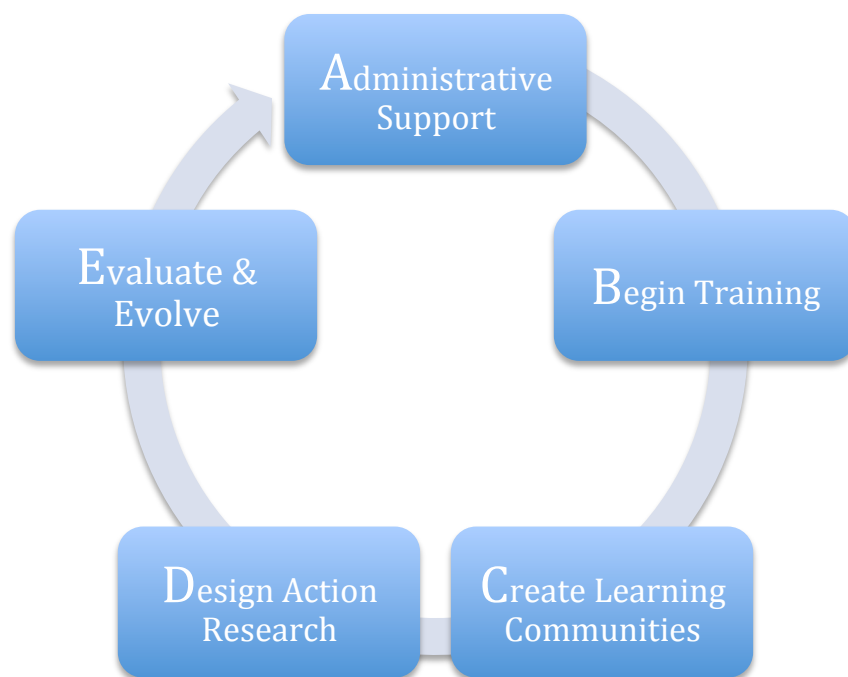 Administrative
Support
Begin Training
Create Learning
Communities
Design Action
Research
Evaluate &
Evolve